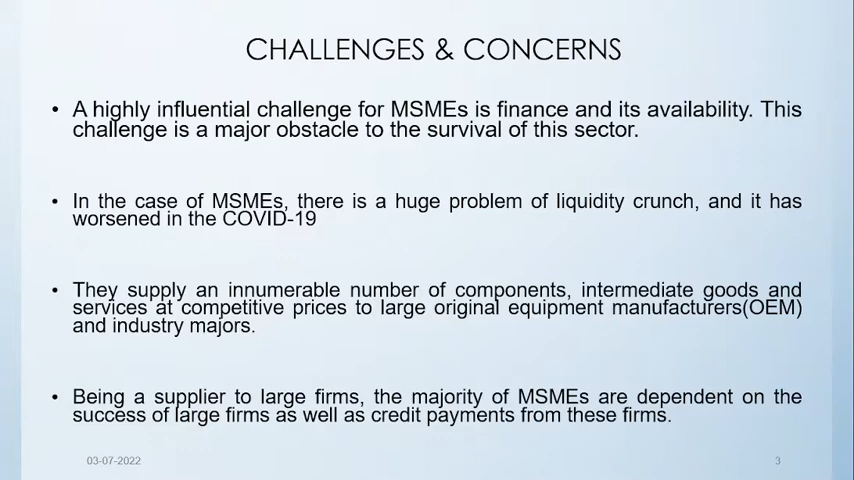 CHALLENGES & CONCERNS
• A highly influential challenge for MSMEs is finance and its availability. This
challenge is a major obstacle to the survival of this sector.
• In the case of MSMEs, there is a huge problem of liquidity crunch, and it has
worsened in the COVID-19
• They supply an innumerable number of components, intermediate goods and
services at competitive prices to large original equipment manufacturers(OEM)
and industry majors.
• Being a supplier to large firms, the majority of MSMEs are dependent on the
success of large firms as well as credit payments from these firms.
03-07-2022
3